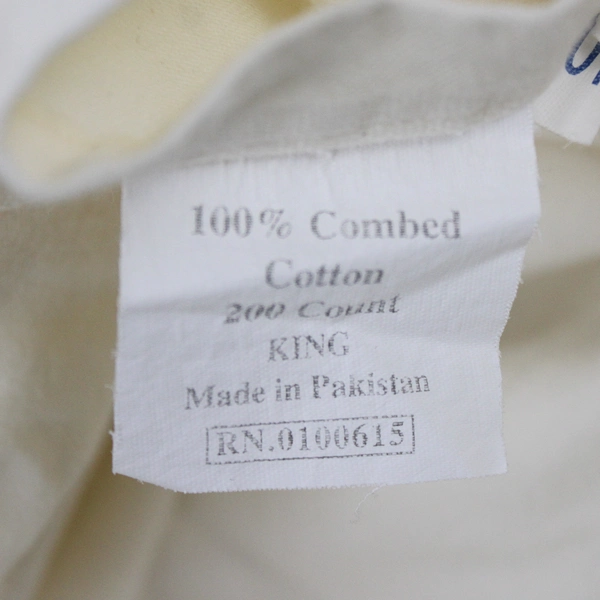 100% Combed
Cotton
200 Count
KING
Made in Pakistan
RN.0100615